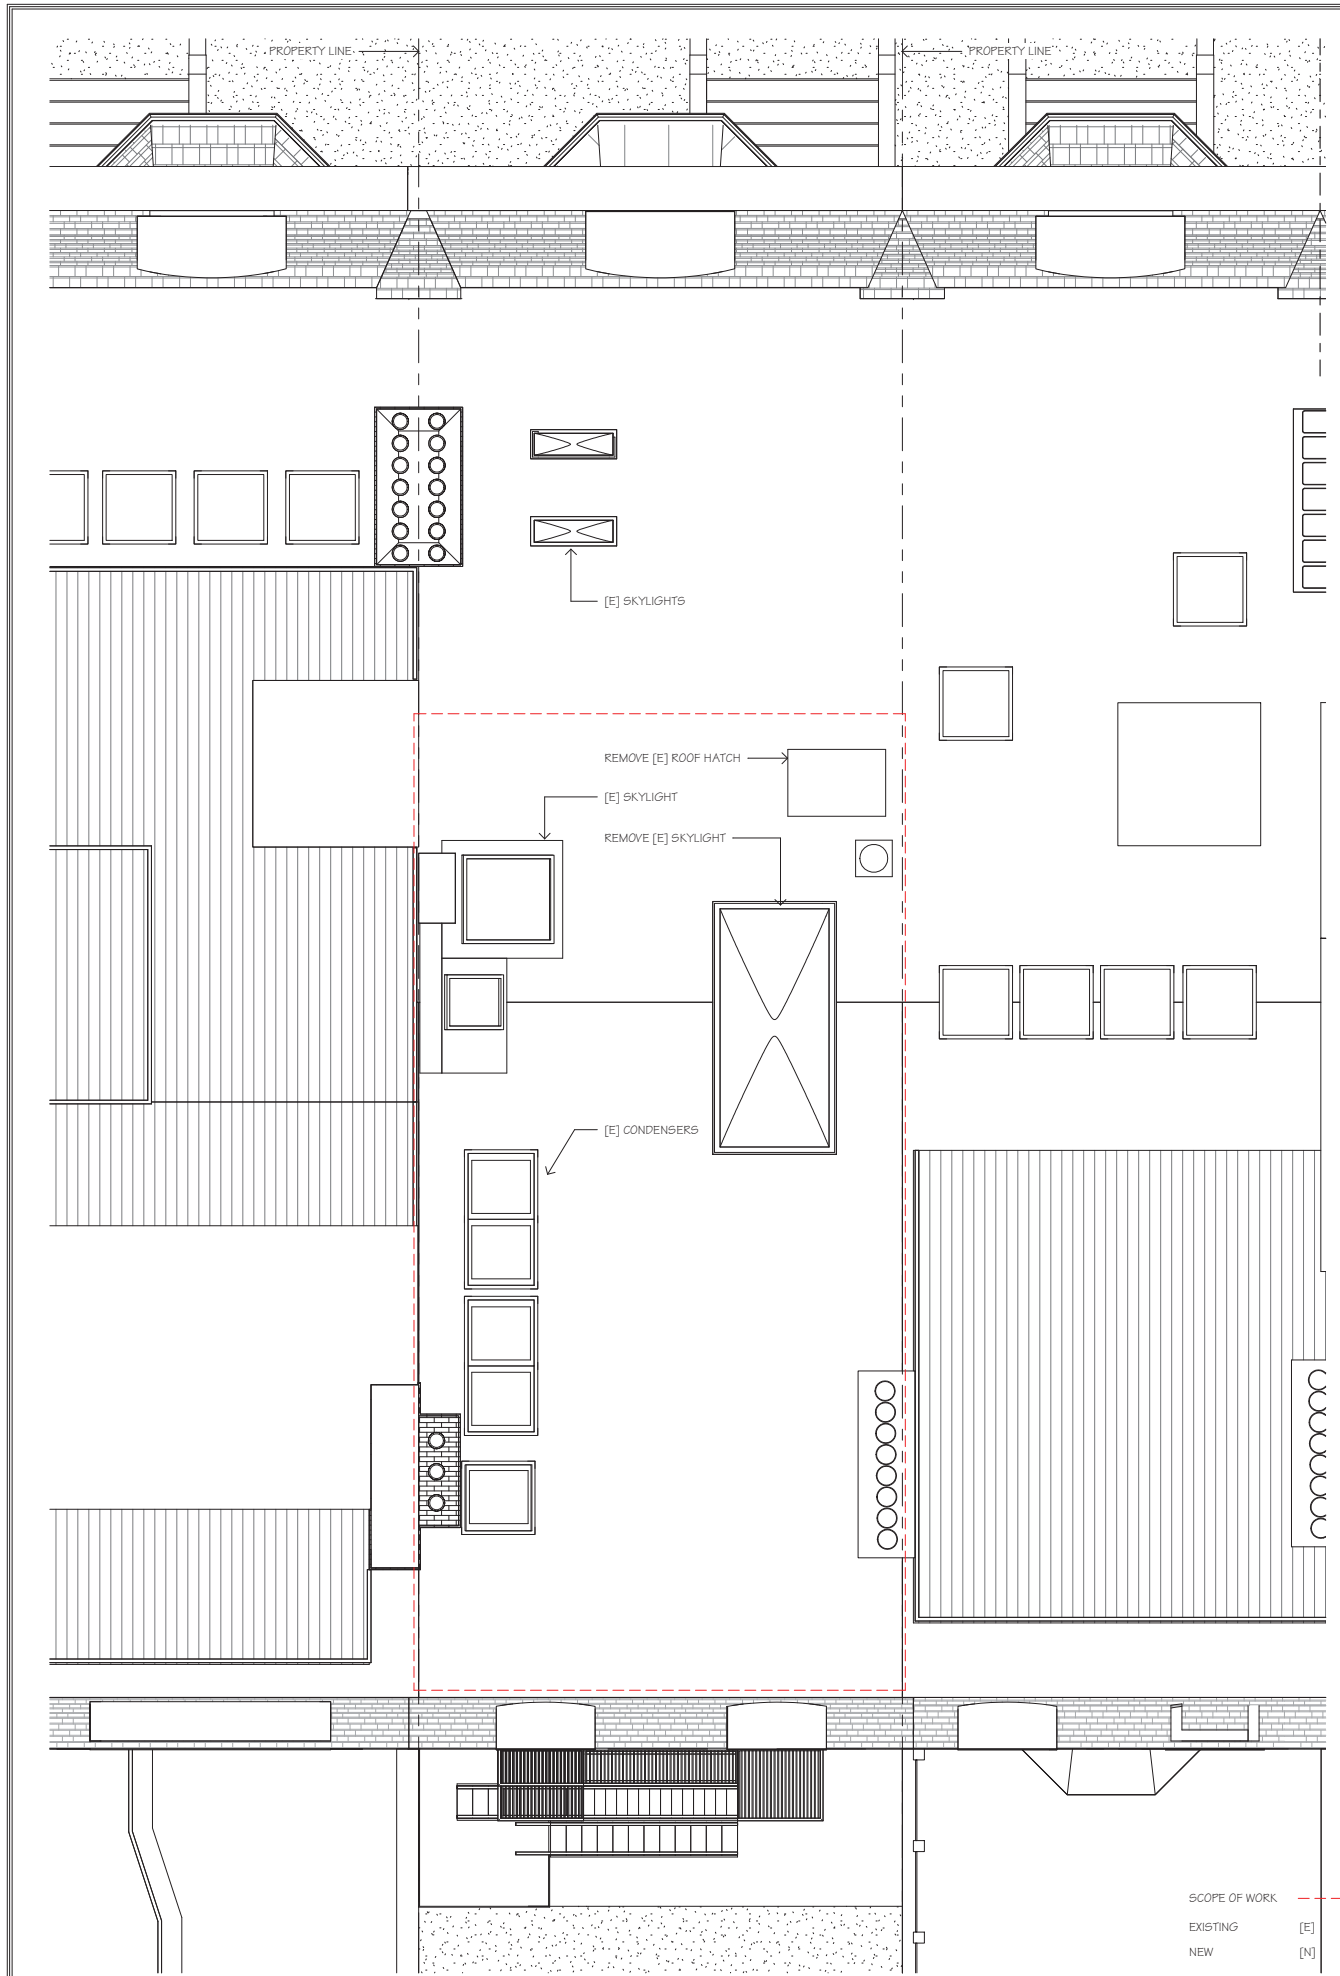 PROPERTY LINE
PROPERTY LINE
[E] SKYLIGHTS
REMOVE [E] ROOF HATCH
[E] SKYLIGHT
REMOVE [E] SKYLIGHT
[E] CONDENSERS
SCOPE OF WORK
EXISTING [E]
NEW [N]